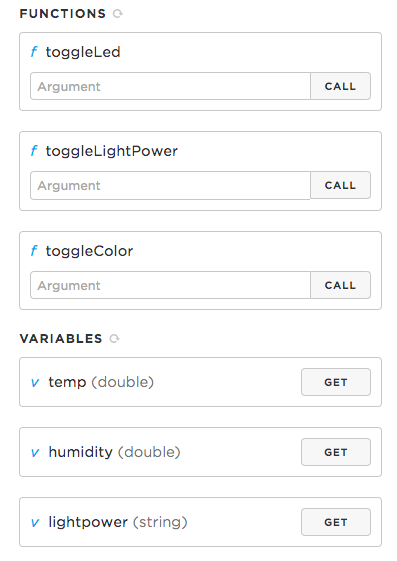 FUNCTIONS
f toggleLed
Argument CALL
f toggleLightPower
Argument CALL
f toggleColor
Argument CALL
VARIABLES
v temp (double) GET
v humidity (double) GET
v lightpower (string) GET